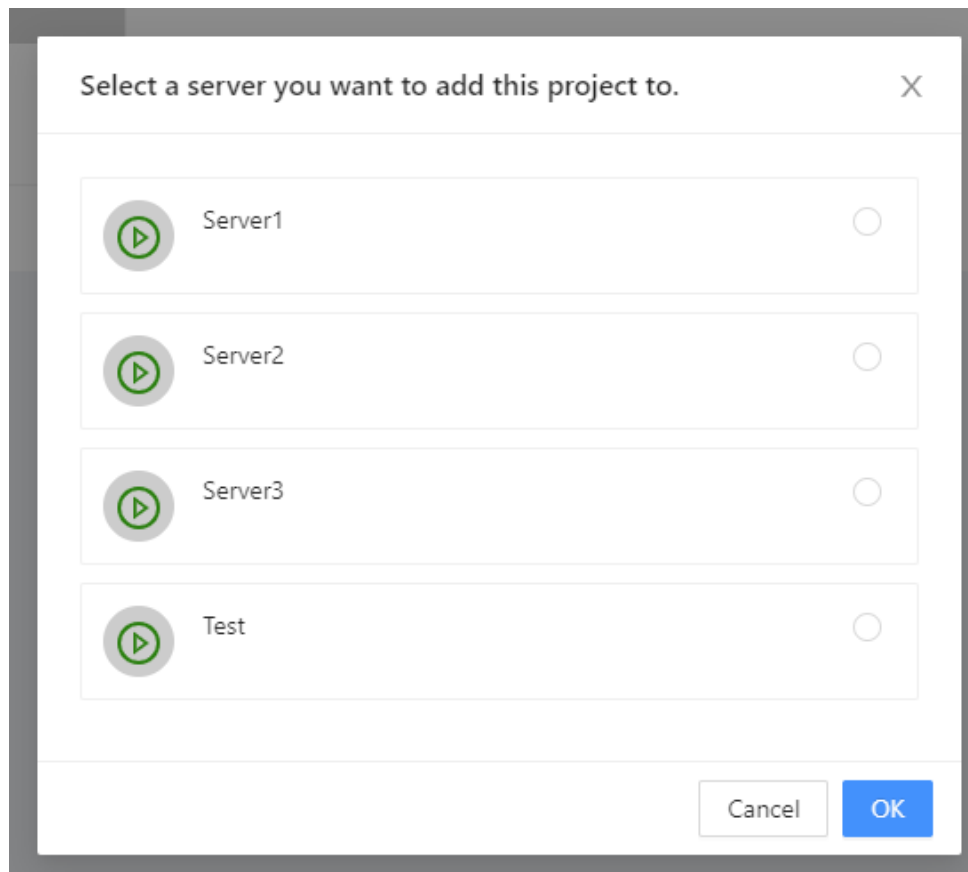 Select a server you want to add this project to.
Server1
Server2
Server3
Test
Cancel
OK